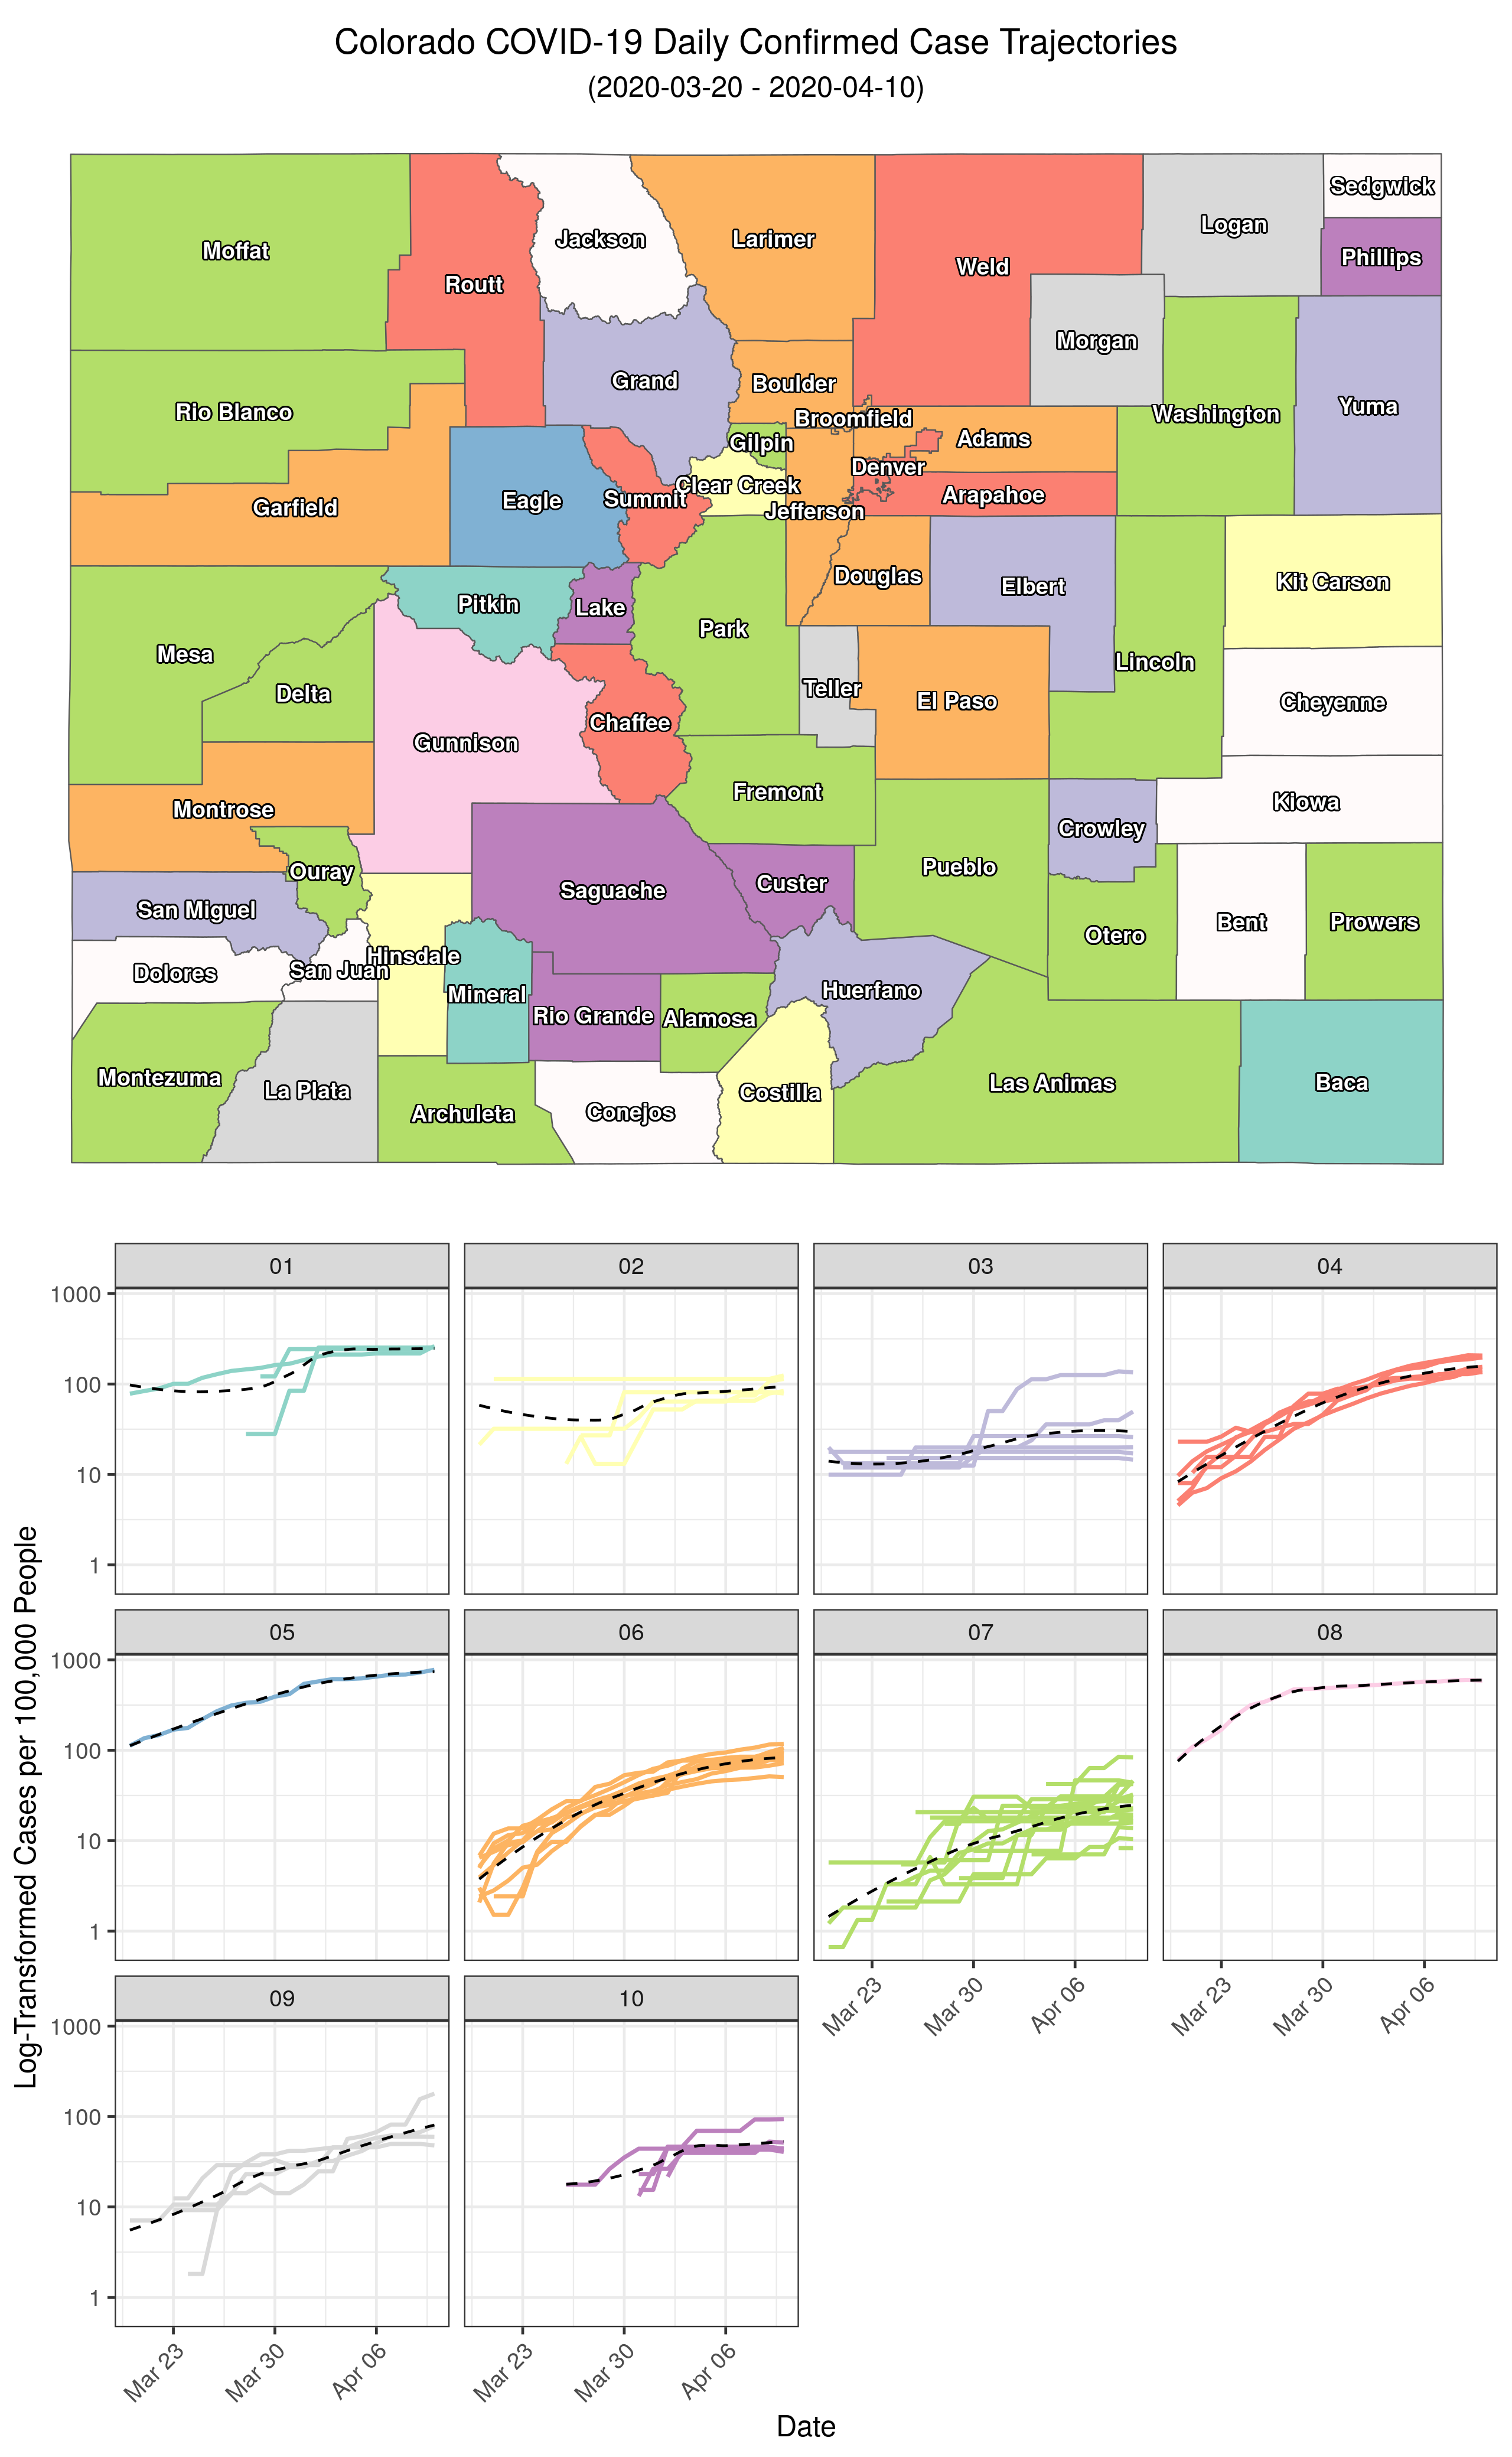 Colorado COVID-19 Daily Confirmed Case Trajectories
(2020-03-20 - 2020-04-10)
Sedgwick
Logan
Jackson
Larimer
Moffat
Phillips
Weld
Routt
Morgan
Grand
Boulder
Yuma
Rio Blanco
Broomfield
Washington
Gilpin
Adams
Denver
Clear Creek
Arapahoe
Eagle
Summit
Garfield
Jefferson
Douglas
Kit Carson
Elbert
Pitkin
Lake
Park
Mesa
Lincoln
Teller
Delta
El Paso
Cheyenne
Chaffee
Gunnison
Fremont
Kiowa
Montrose
Crowley
Pueblo
Ouray
Custer
Saguache
San Miguel
Bent
Prowers
Otero
Hinsdale
San Juan
Dolores
Huerfano
Mineral
Rio Grande
Alamosa
Montezuma
Las Animas
Baca
La Plata
Costilla
Conejos
Archuleta
Log-Transformed Cases per 100,000 People
01
02
03
04
1000
100
10
1
05
06
07
08
1000
100
10
1
Mar 23
Mar 30
Apr 06
Mar 23
Mar 30
Apr 06
09
10
1000
100
10
1
Mar 23
Mar 30
Apr 06
Mar 23
Mar 30
Apr 06
Date